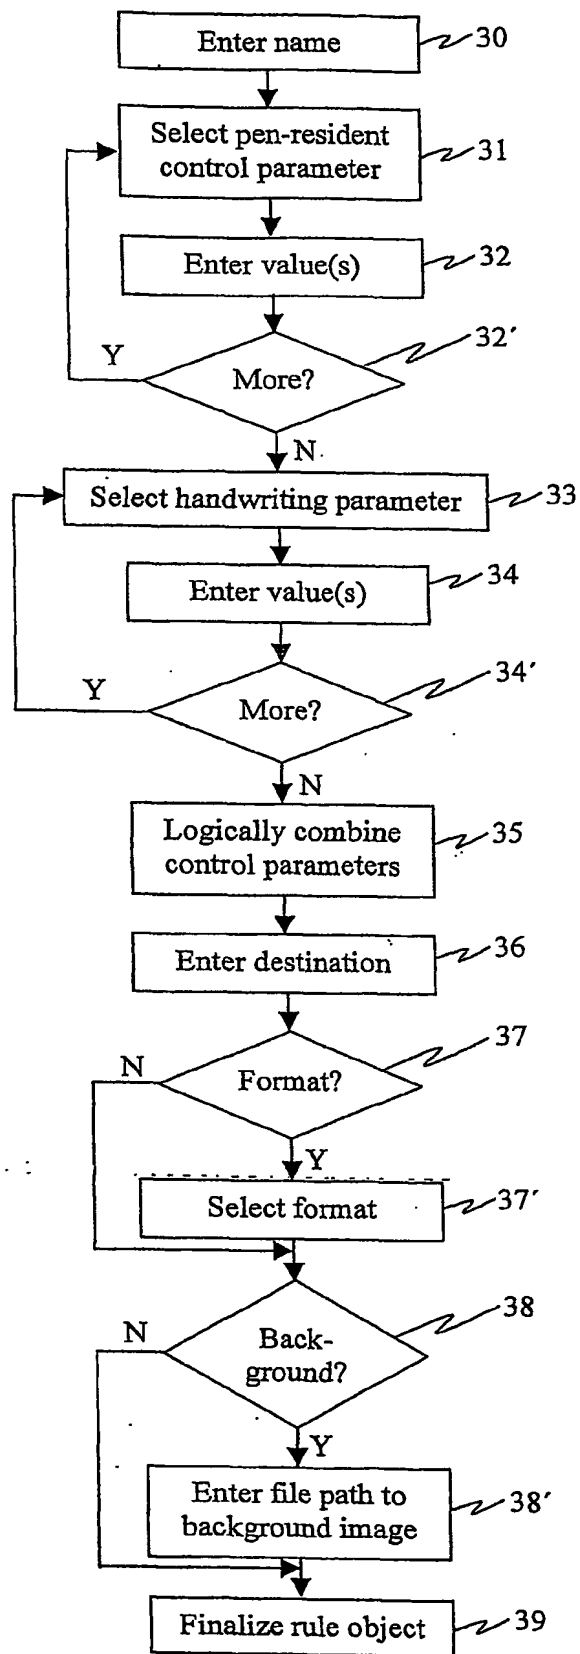 Enter name
30
Select pen-resident
control parameter
31
Enter value(s)
32
More?
32′
Y
N
Select handwriting parameter
33
Enter value(s)
34
More?
34′
Y
N
Logically combine
control parameters
35
Enter destination
36
Format?
37
N
Y
Select format
37′
Back-
ground?
38
N
Y
Enter file path to
background image
38′
Finalize rule object
39